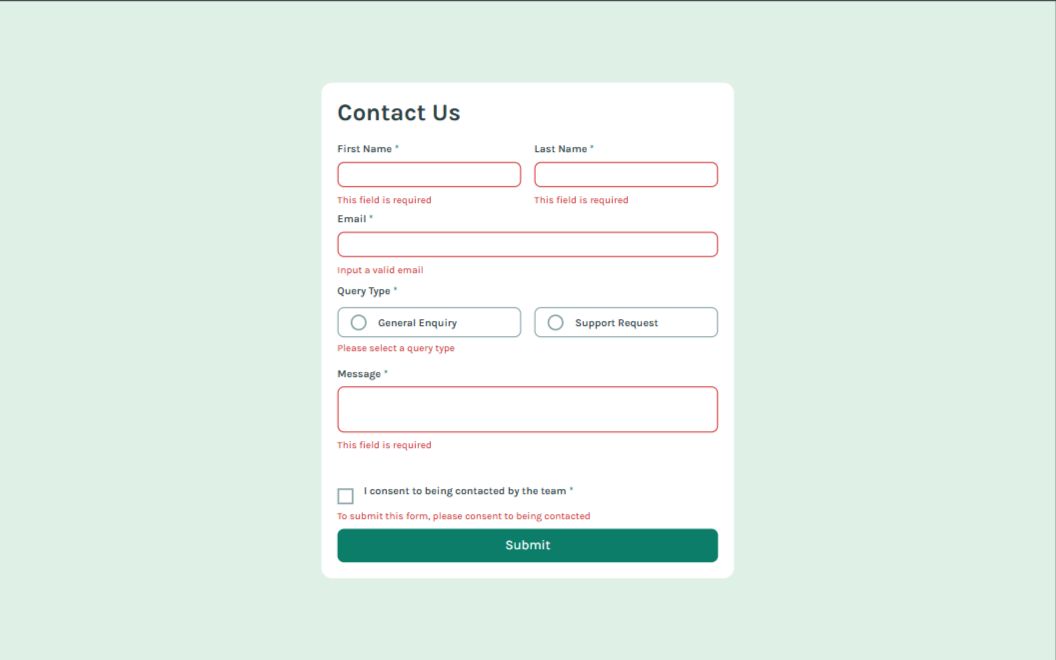 Contact Us
First Name *
Last Name *
This field is required
This field is required
Email *
Input a valid email
Query Type *
General Enquiry
Support Request
Please select a query type
Message *
This field is required
I consent to being contacted by the team *
To submit this form, please consent to being contacted
Submit